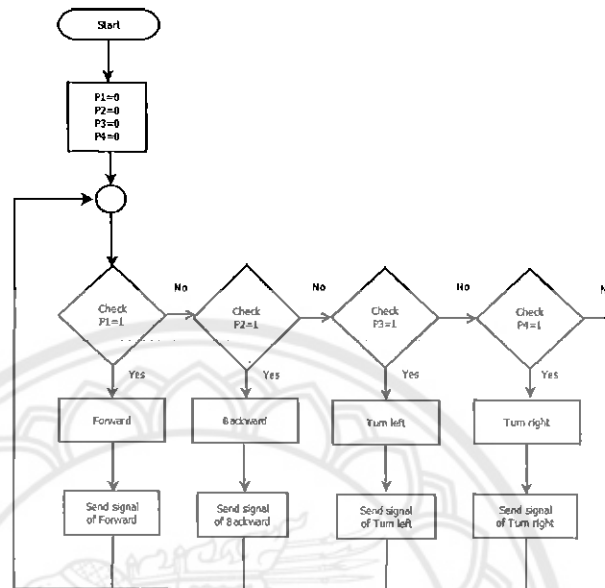 Start
P1=0
P2=0
P3=0
P4=0
No
No
No
Check
P1=1
Check
P2=1
Check
P3=1
Check
P4=1
Yes
Yes
Yes
Yes
Forward
Backward
Turn left
Turn right
Send signal
of Forward
Send signal
of Backward
Send signal
of Turn left
Send signal
of Turn right